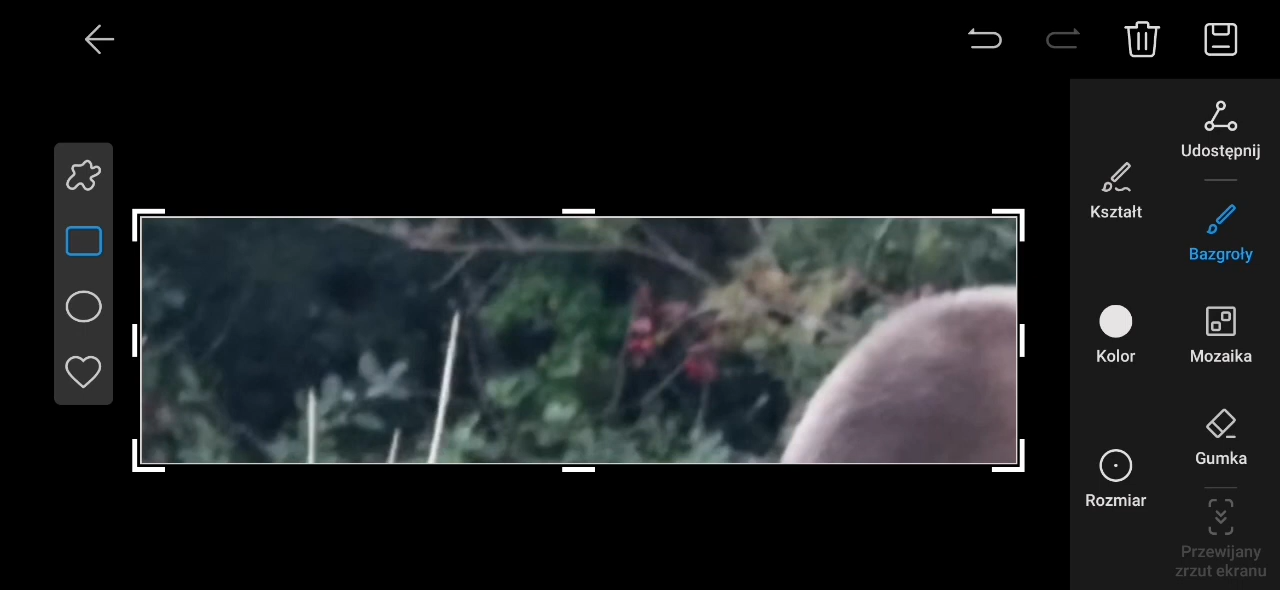 Udostępnij
Kształt
Bazgroły
Kolor
Mozaika
Gumka
Rozmiar
Przewijany
zrzut ekranu